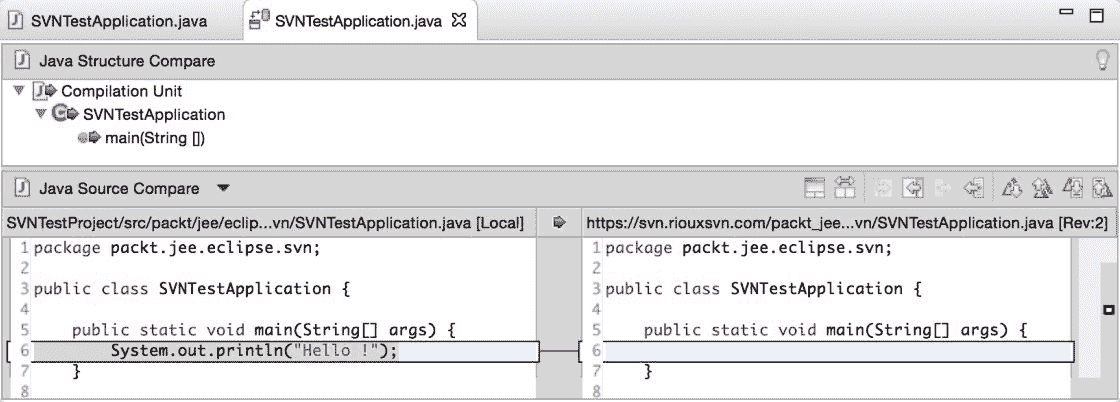 SVNTestApplication.java SVNTestApplication.java
Java Structure Compare
Compilation Unit
SVNTestApplication
main(String [])
Java Source Compare
SVNTestProject/src/packt/jee/eclip...vn/SVNTestApplication.java [Local]
1 package packt.jee.eclipse.svn;
2
3 public class SVNTestApplication {
4
5 public static void main(String[] args) {
6 System.out.println("Hello !");
7 }
8
https://svn.riouxsvn.com/packt_jee...vn/SVNTestApplication.java [Rev:2]
1 package packt.jee.eclipse.svn;
2
3 public class SVNTestApplication {
4
5 public static void main(String[] args) {
6
7 }
8